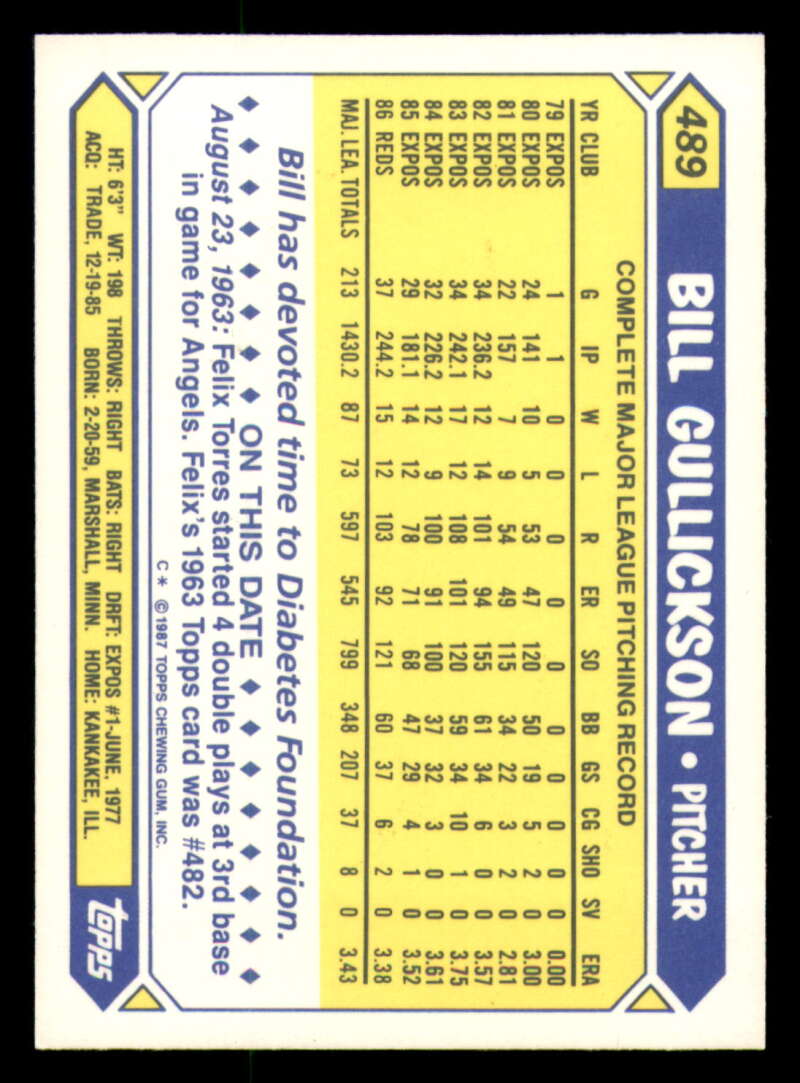 489
BILL GULLICKSON • PITCHER
COMPLETE MAJOR LEAGUE PITCHING RECORD
YR CLUB G IP W L R ER SO BB GS CG SHO SV ERA
79 EXPOS 1 1 0 0 0 0 0 0 0 0 0 0 0.00
80 EXPOS 24 141 10 5 53 47 120 50 19 5 2 0 3.00
81 EXPOS 22 157 7 9 54 49 115 34 22 3 2 0 2.81
82 EXPOS 34 236.2 12 14 101 94 155 61 34 6 0 0 3.57
83 EXPOS 34 242.1 17 12 108 101 120 59 34 10 1 0 3.75
84 EXPOS 32 226.2 12 9 100 91 100 37 32 3 0 0 3.61
85 EXPOS 29 181.1 14 12 78 71 68 47 29 4 1 0 3.52
86 REDS 37 244.2 15 12 103 92 121 60 37 6 2 0 3.38
MAJ. LEA. TOTALS 213 1430.2 87 73 597 545 799 348 207 37 8 0 3.43
Bill has devoted time to Diabetes Foundation.
♦ ♦ ♦ ♦ ♦ ♦ ♦ ON THIS DATE ♦ ♦ ♦ ♦ ♦ ♦ ♦
August 23, 1963: Felix Torres started 4 double plays at 3rd base
in game for Angels. Felix's 1963 Topps card was #482.
C* ©1987 TOPPS CHEWING GUM, INC.
HT: 6'3" WT: 198 THROWS: RIGHT BATS: RIGHT DRFT: EXPOS #1-JUNE, 1977
ACQ: TRADE, 12-19-85 BORN: 2-20-59, MARSHALL, MINN. HOME: KANKAKEE, ILL.
topps